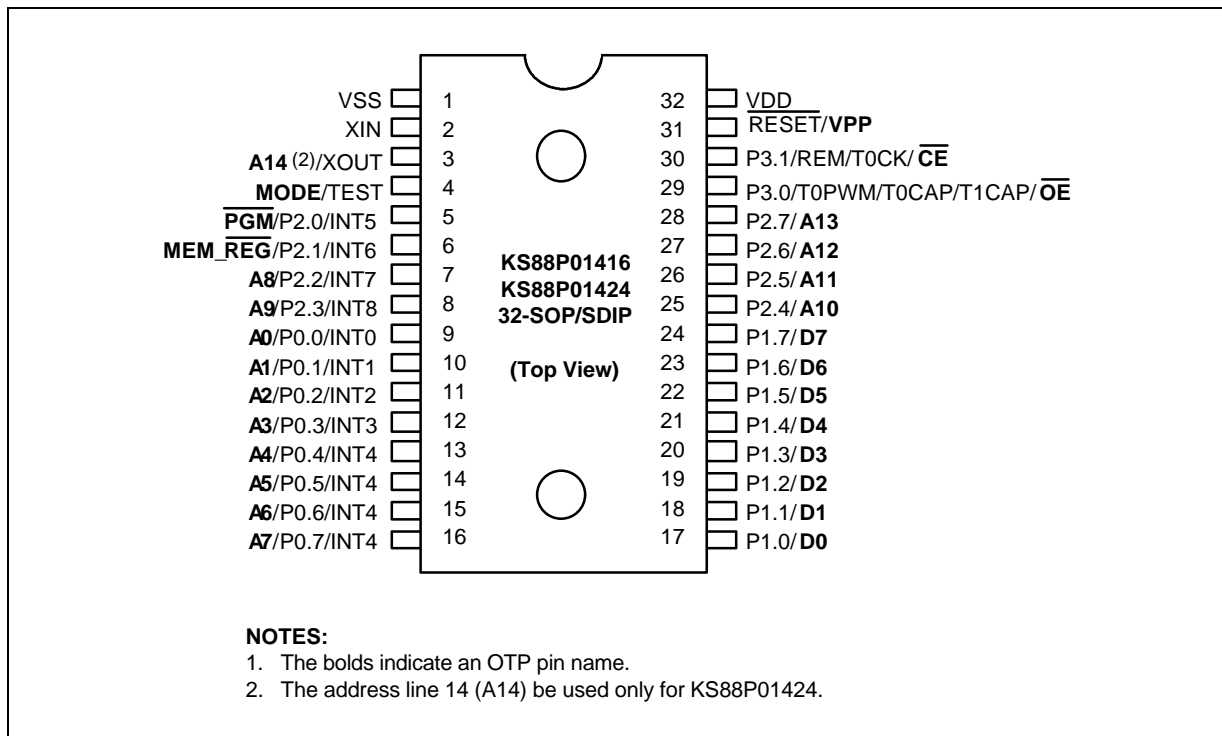 VSS 1 32 VDD
XIN 2 31 RESET/VPP
A14 (2)/XOUT 3 30 P3.1/REM/T0CK/CE
MODE/TEST 4 29 P3.0/T0PWM/T0CAP/T1CAP/OE
PGM/P2.0/INT5 5 28 P2.7/A13
MEM_REG/P2.1/INT6 6 27 P2.6/A12
A8/P2.2/INT7 7 26 P2.5/A11
A9/P2.3/INT8 8 25 P2.4/A10
A0/P0.0/INT0 9 24 P1.7/D7
A1/P0.1/INT1 10 23 P1.6/D6
A2/P0.2/INT2 11 22 P1.5/D5
A3/P0.3/INT3 12 21 P1.4/D4
A4/P0.4/INT4 13 20 P1.3/D3
A5/P0.5/INT4 14 19 P1.2/D2
A6/P0.6/INT4 15 18 P1.1/D1
A7/P0.7/INT4 16 17 P1.0/D0
KS88P01416
KS88P01424
32-SOP/SDIP
(Top View)
NOTES:
1. The bolds indicate an OTP pin name.
2. The address line 14 (A14) be used only for KS88P01424.